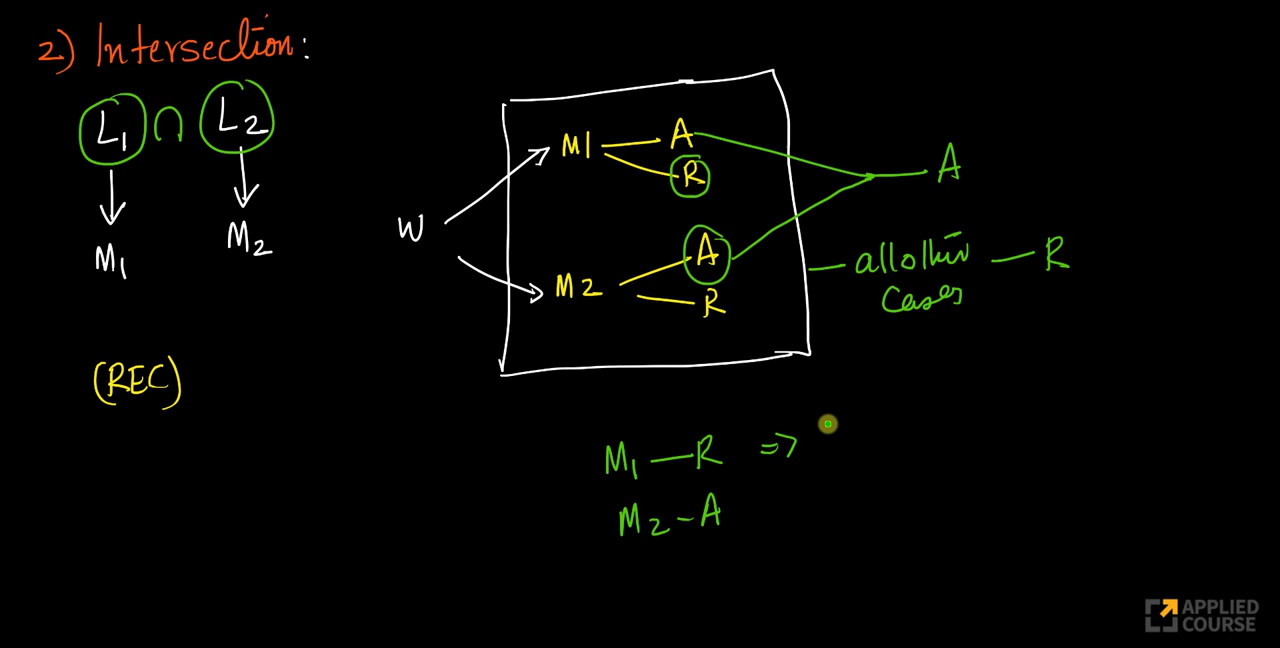 2) Intersection:
L1 ∩ L2
M1
M2
(REC)
W
M1
A
R
M2
A
R
A
all other
Cases
R
M1 — R ⇒
M2 - A
APPLIED
COURSE